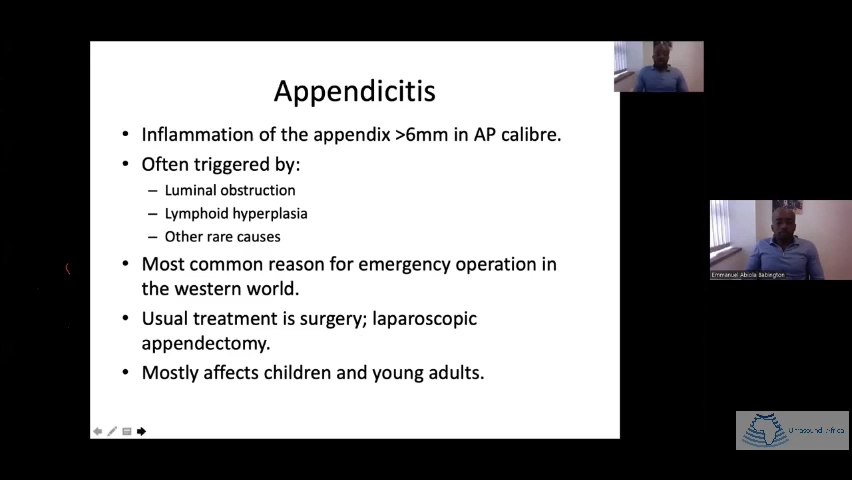 Appendicitis
• Inflammation of the appendix >6mm in AP calibre.
• Often triggered by:
– Luminal obstruction
– Lymphoid hyperplasia
– Other rare causes
• Most common reason for emergency operation in
the western world.
• Usual treatment is surgery; laparoscopic
appendectomy.
• Mostly affects children and young adults.
Emmanuel Abiola Babington
Ultrasound Africa